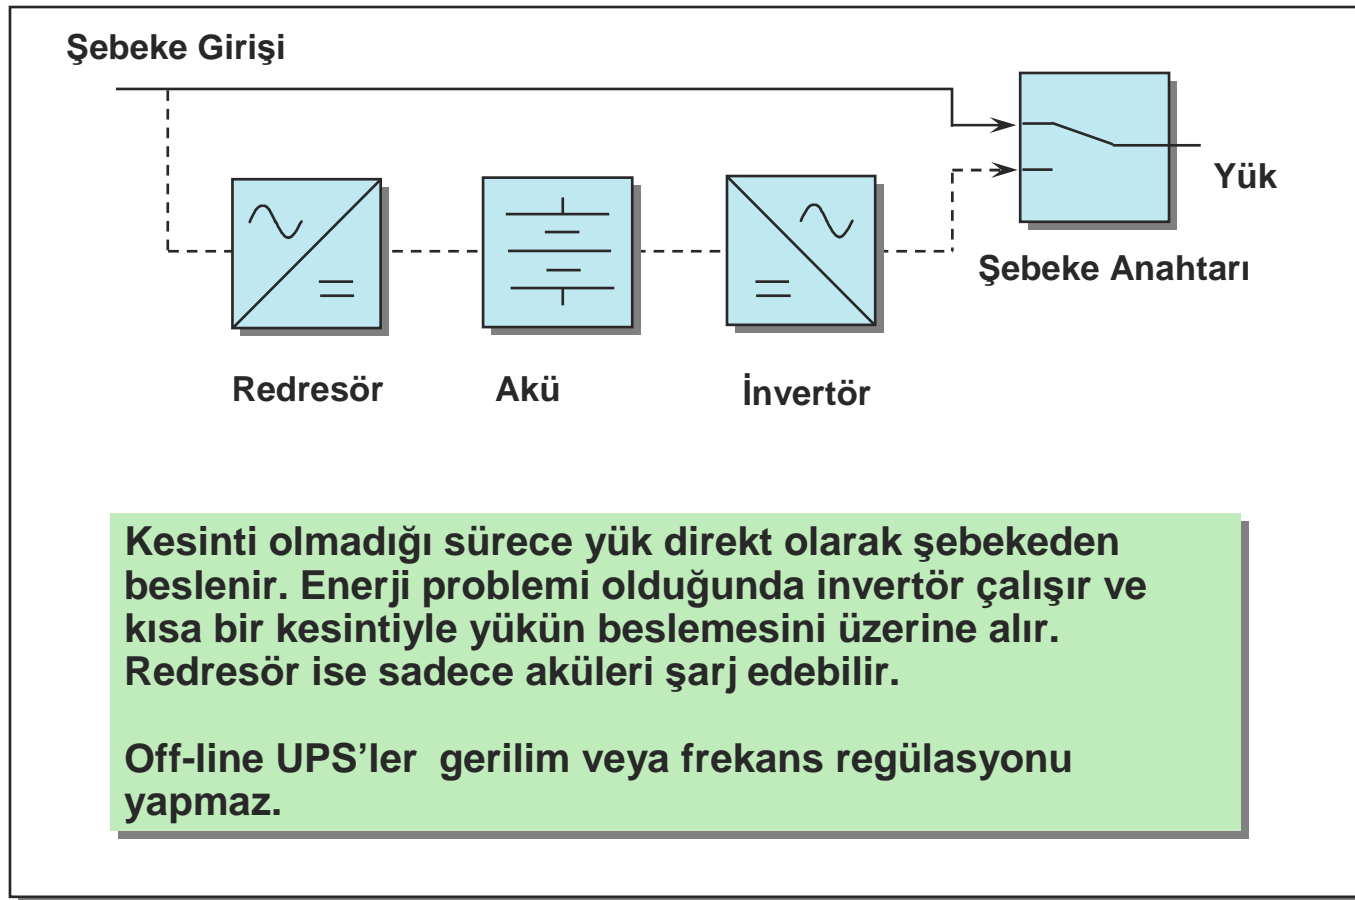 Şebeke Girişi
Yük
Şebeke Anahtarı
Redresör
Akü
İnvertör
Kesinti olmadığı sürece yük direkt olarak şebekeden
beslenir. Enerji problemi olduğunda invertör çalışır ve
kısa bir kesintiyle yükün beslemesini üzerine alır.
Redresör ise sadece aküleri şarj edebilir.
Off-line UPS’ler  gerilim veya frekans regülasyonu
yapmaz.